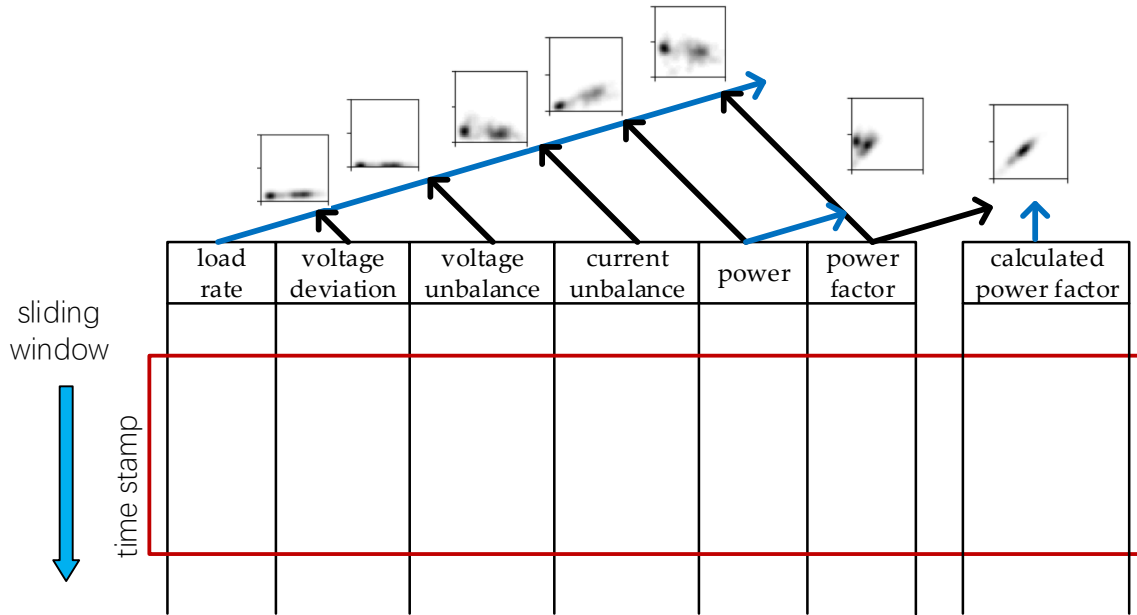 load
rate
voltage
deviation
voltage
unbalance
current
unbalance
power
power
factor
calculated
power factor
sliding
window
time stamp